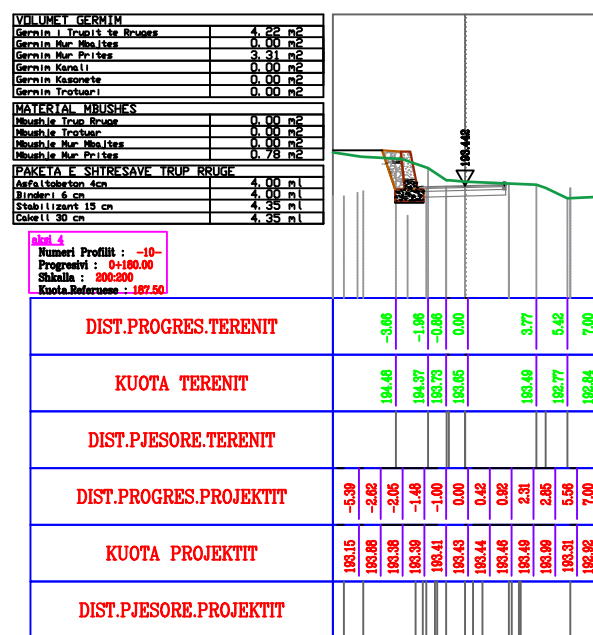 VOLUMET GERMIM
Germim i Trupit te Rruges 4.22 m2
Germim Mur Mbajtes 0.00 m2
Germim Mur Prites 3.31 m2
Germim Kanali 0.00 m2
Germim Kasonete 0.00 m2
Germim Trotuari 0.00 m2
MATERIAL MBUSHES
Mbushje Trup Rruge 0.00 m2
Mbushje Trotuar 0.00 m2
Mbushje Mur Mbajtes 0.00 m2
Mbushje Mur Prites 0.78 m2
PAKETA E SHTRESAVE TRUP RRUGE
Asfaltobeton 4cm 4.00 ml
Binderi 6 cm 4.00 ml
Stabilizant 15 cm 4.35 ml
Cakell 30 cm 4.35 ml
193.442
aksi 4
Numeri Profilit : -10-
Progresivi : 0+180.00
Shkalla : 200:200
Kuota Referuese : 187.50
DIST.PROGRES.TERENIT -3.66 -1.96 -0.86 0.00 3.77 5.42 7.00
KUOTA TERENIT 194.48 194.37 193.73 193.65 193.49 192.77 192.84
DIST.PJESORE.TERENIT
DIST.PROGRES.PROJEKTIT -5.39 -2.62 -2.05 -1.48 -1.00 0.00 0.42 0.92 2.31 2.85 5.56 7.00
KUOTA PROJEKTIT 193.15 193.88 193.38 193.39 193.41 193.43 193.44 193.46 193.49 193.99 193.31 192.92
DIST.PJESORE.PROJEKTIT